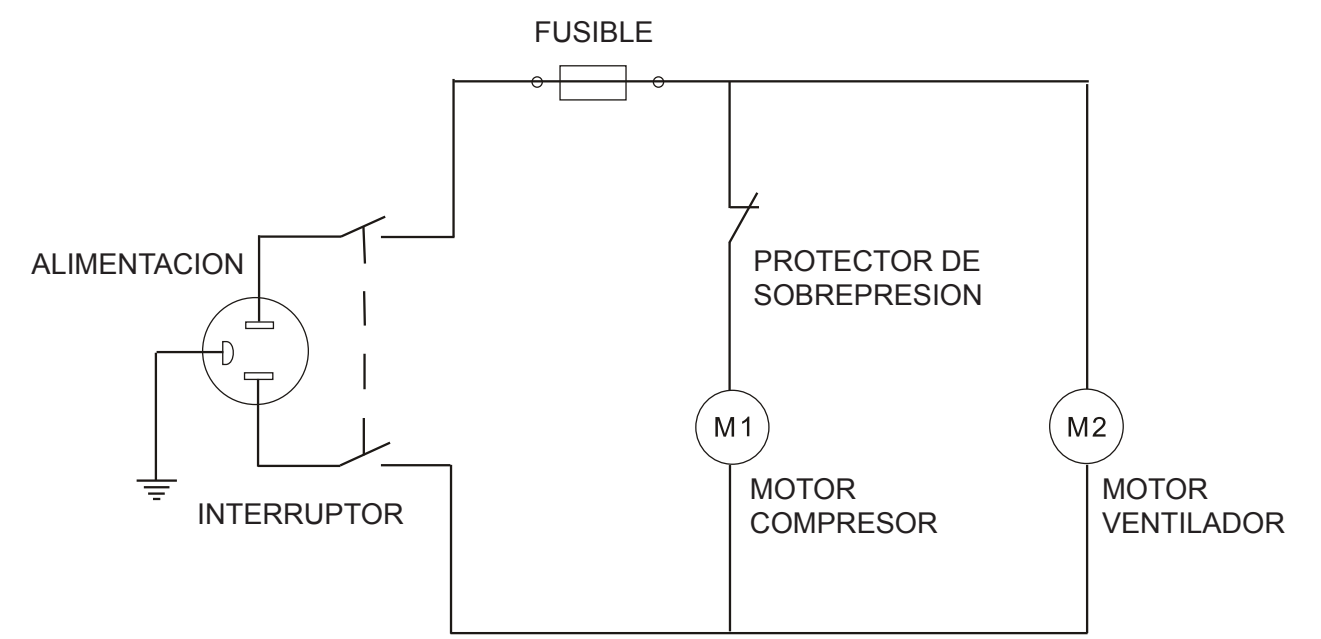 FUSIBLE
ALIMENTACION
PROTECTOR DE
SOBREPRESION
M1
M2
INTERRUPTOR
MOTOR
COMPRESOR
MOTOR
VENTILADOR